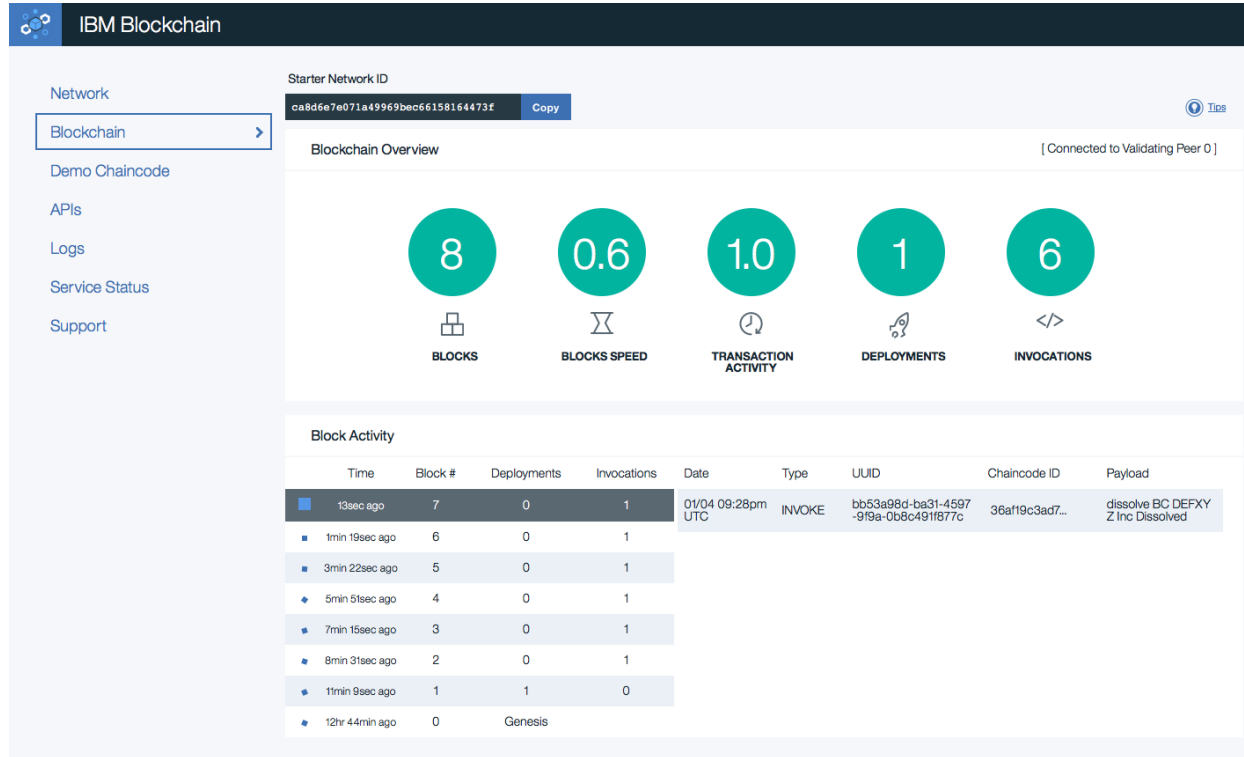 IBM Blockchain
Starter Network ID
ca8d6e7e071a49969bec66158164473f Copy
Tips
Network
Blockchain
Demo Chaincode
APIs
Logs
Service Status
Support
Blockchain Overview [ Connected to Validating Peer 0 ]
8 0.6 1.0 1 6
</>
BLOCKS BLOCKS SPEED TRANSACTION DEPLOYMENTS INVOCATIONS
ACTIVITY
Block Activity
Time Block # Deployments Invocations Date Type UUID Chaincode ID Payload
13sec ago 7 0 1 01/04 09:28pm INVOKE bb53a98d-ba31-4597 36af19c3ad7... dissolve BC DEFXY
UTC -9f9a-0b8c491f877c Z Inc Dissolved
1min 19sec ago 6 0 1
3min 22sec ago 5 0 1
5min 51sec ago 4 0 1
7min 15sec ago 3 0 1
8min 31sec ago 2 0 1
11min 9sec ago 1 1 0
12hr 44min ago 0 Genesis